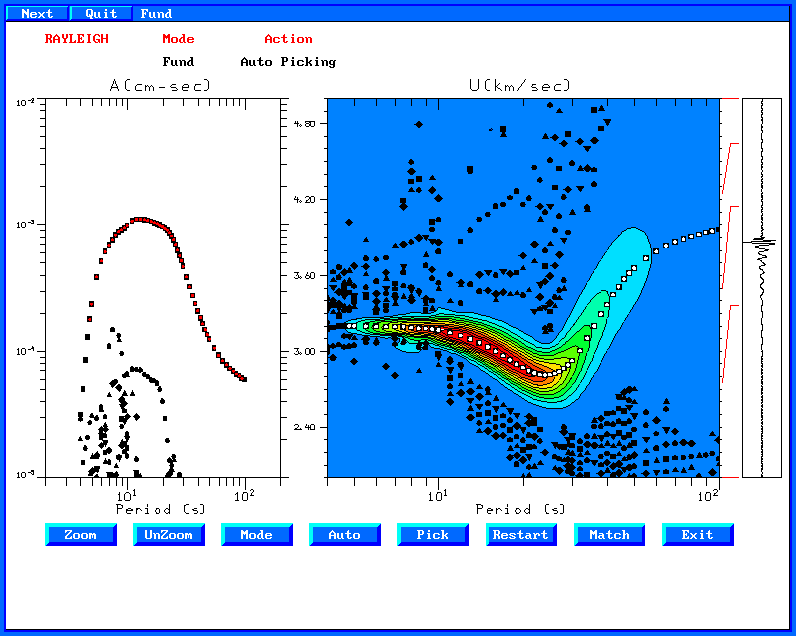 Next Quit Fund
RAYLEIGH Mode Action
Fund Auto Picking
A(cm-sec) U(km/sec)
10-2
4.80
4.20
10-3
3.60
3.00
10-4
2.40
10-5
10^1 10^2 10^1 10^2
Period (s) Period (s)
Zoom UnZoom Mode Auto Pick Restart Match Exit